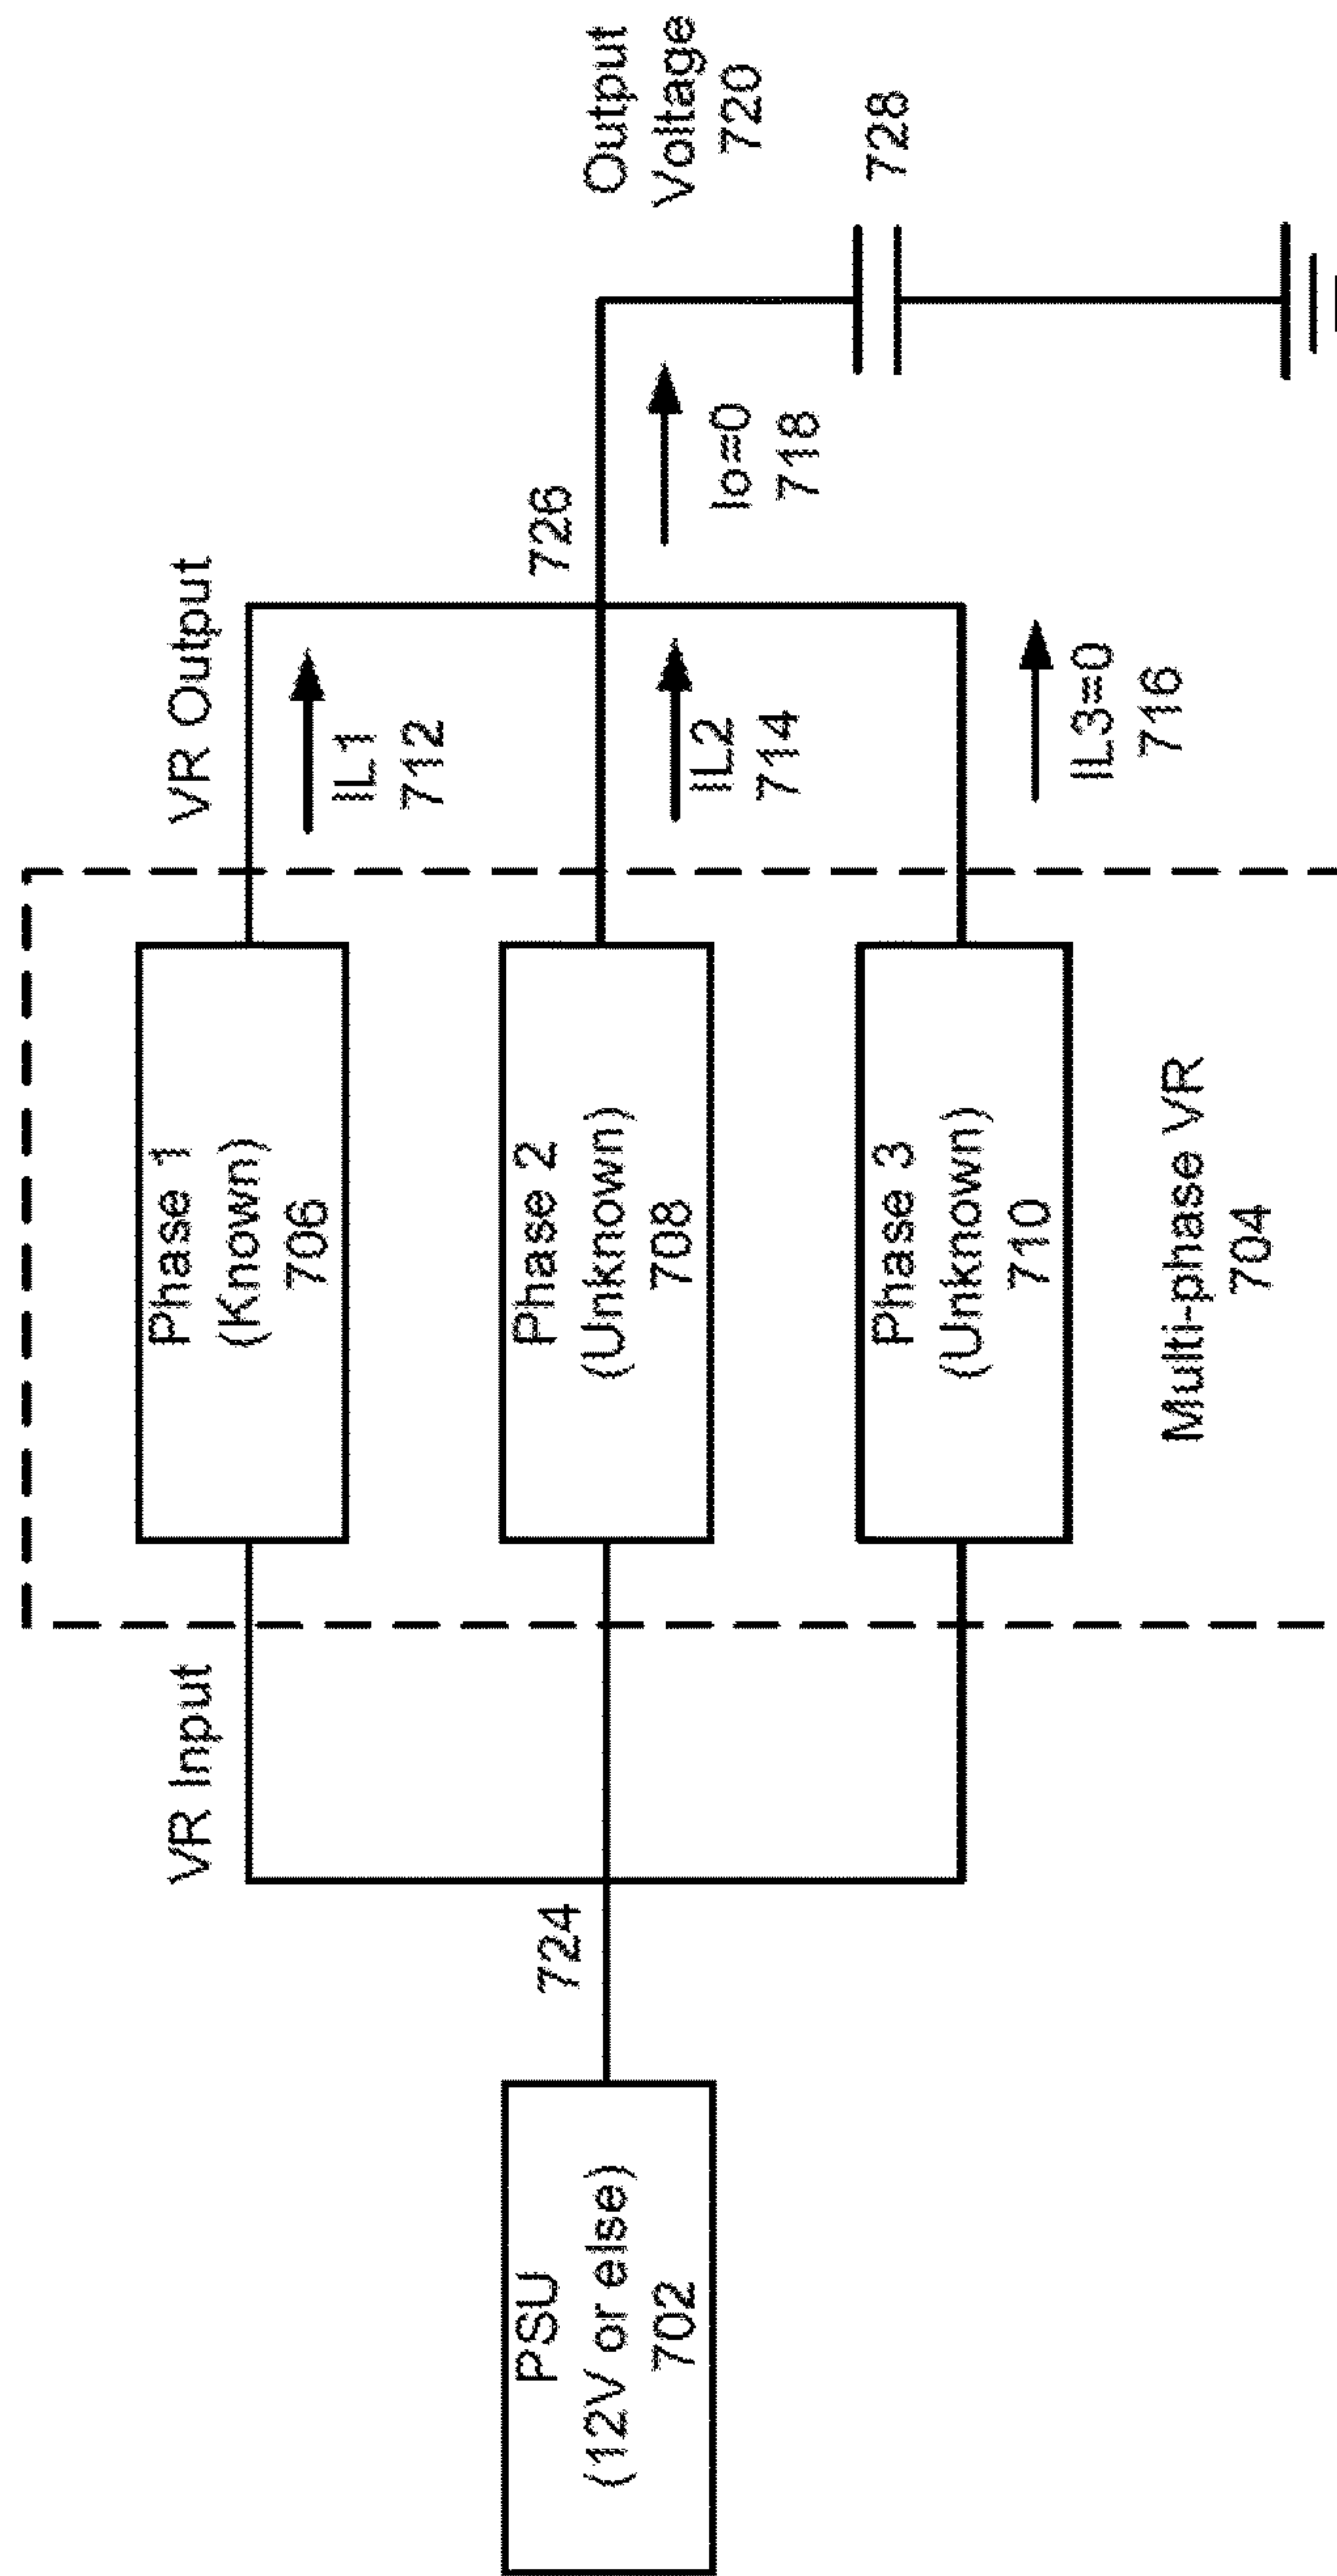 PSU
(12V or else)
702
724
VR Input
Phase 1
(Known)
706
Phase 2
(Unknown)
708
Phase 3
(Unknown)
710
Multi-phase VR
704
VR Output
IL1
712
IL2
714
IL3=0
716
726
Io=0
718
Output
Voltage
720
728